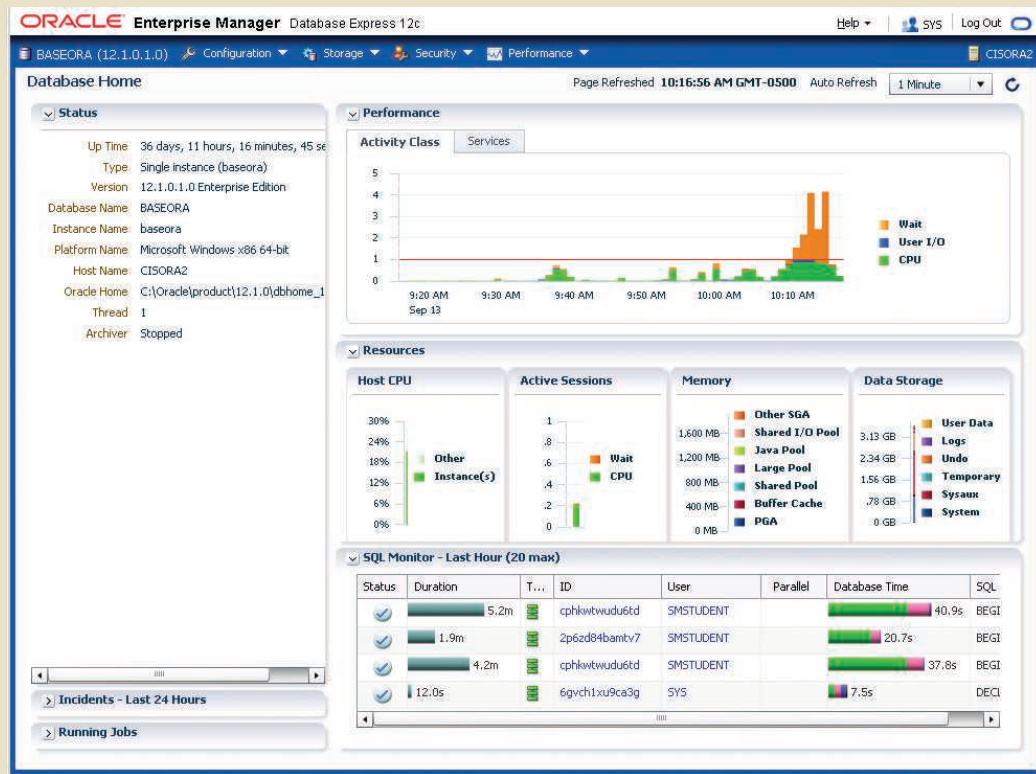 ORACLE Enterprise Manager Database Express 12c
Help SYS Log Out
BASEORA (12.1.0.1.0) Configuration Storage Security Performance CISORA2
Database Home
Page Refreshed 10:16:56 AM GMT-0500 Auto Refresh 1 Minute
Status
Up Time 36 days, 11 hours, 16 minutes, 45 se
Type Single instance (baseora)
Version 12.1.0.1.0 Enterprise Edition
Database Name BASEORA
Instance Name baseora
Platform Name Microsoft Windows x86 64-bit
Host Name CISORA2
Oracle Home C:\Oracle\product\12.1.0\dbhome_1
Thread 1
Archiver Stopped
Incidents - Last 24 Hours
Running Jobs
Performance
Activity Class Services
5
4
3
2
1
0
9:20 AM 9:30 AM 9:40 AM 9:50 AM 10:00 AM 10:10 AM
Sep 13
Wait
User I/O
CPU
Resources
Host CPU
30%
24%
18%
12%
6%
0%
Other
Instance(s)
Active Sessions
1
.8
.6
.4
.2
0
Wait
CPU
Memory
1,600 MB
1,200 MB
800 MB
400 MB
0 MB
Other SGA
Shared I/O Pool
Java Pool
Large Pool
Shared Pool
Buffer Cache
PGA
Data Storage
3.13 GB
2.34 GB
1.56 GB
.78 GB
0 GB
User Data
Logs
Undo
Temporary
Sysaux
System
SQL Monitor - Last Hour (20 max)
Status Duration T... ID User Parallel Database Time SQL
5.2m cphkwtwudu6td SMSTUDENT 40.9s BEGI
1.9m 2p6zd84bamtv7 SMSTUDENT 20.7s BEGI
4.2m cphkwtwudu6td SMSTUDENT 37.8s BEGI
12.0s 6gvch1xu9ca3g SYS 7.5s DECL